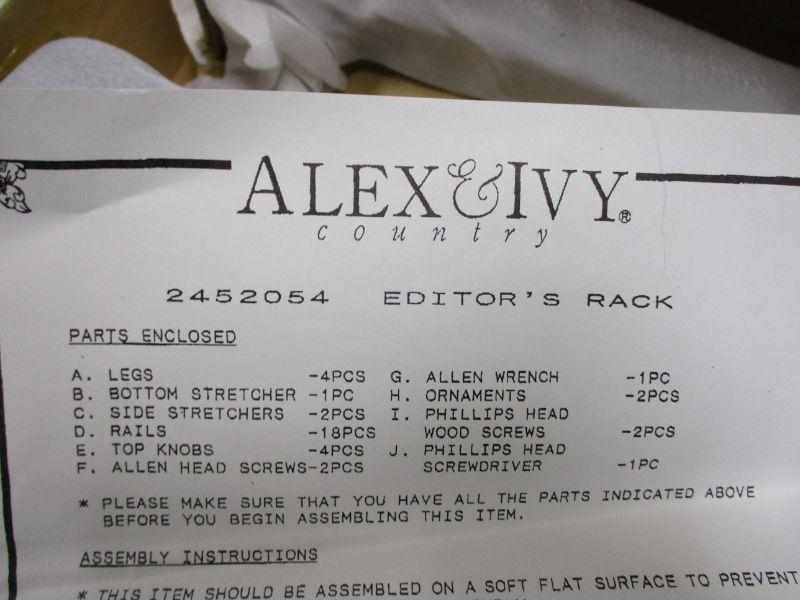 ALEX & IVY®
country
2452054 EDITOR'S RACK
PARTS ENCLOSED
A. LEGS -4PCS G. ALLEN WRENCH -1PC
B. BOTTOM STRETCHER -1PC H. ORNAMENTS -2PCS
C. SIDE STRETCHERS -2PCS I. PHILLIPS HEAD
D. RAILS -18PCS WOOD SCREWS -2PCS
E. TOP KNOBS -4PCS J. PHILLIPS HEAD
F. ALLEN HEAD SCREWS-2PCS SCREWDRIVER -1PC
* PLEASE MAKE SURE THAT YOU HAVE ALL THE PARTS INDICATED ABOVE
BEFORE YOU BEGIN ASSEMBLING THIS ITEM.
ASSEMBLY INSTRUCTIONS
* THIS ITEM SHOULD BE ASSEMBLED ON A SOFT FLAT SURFACE TO PREVENT